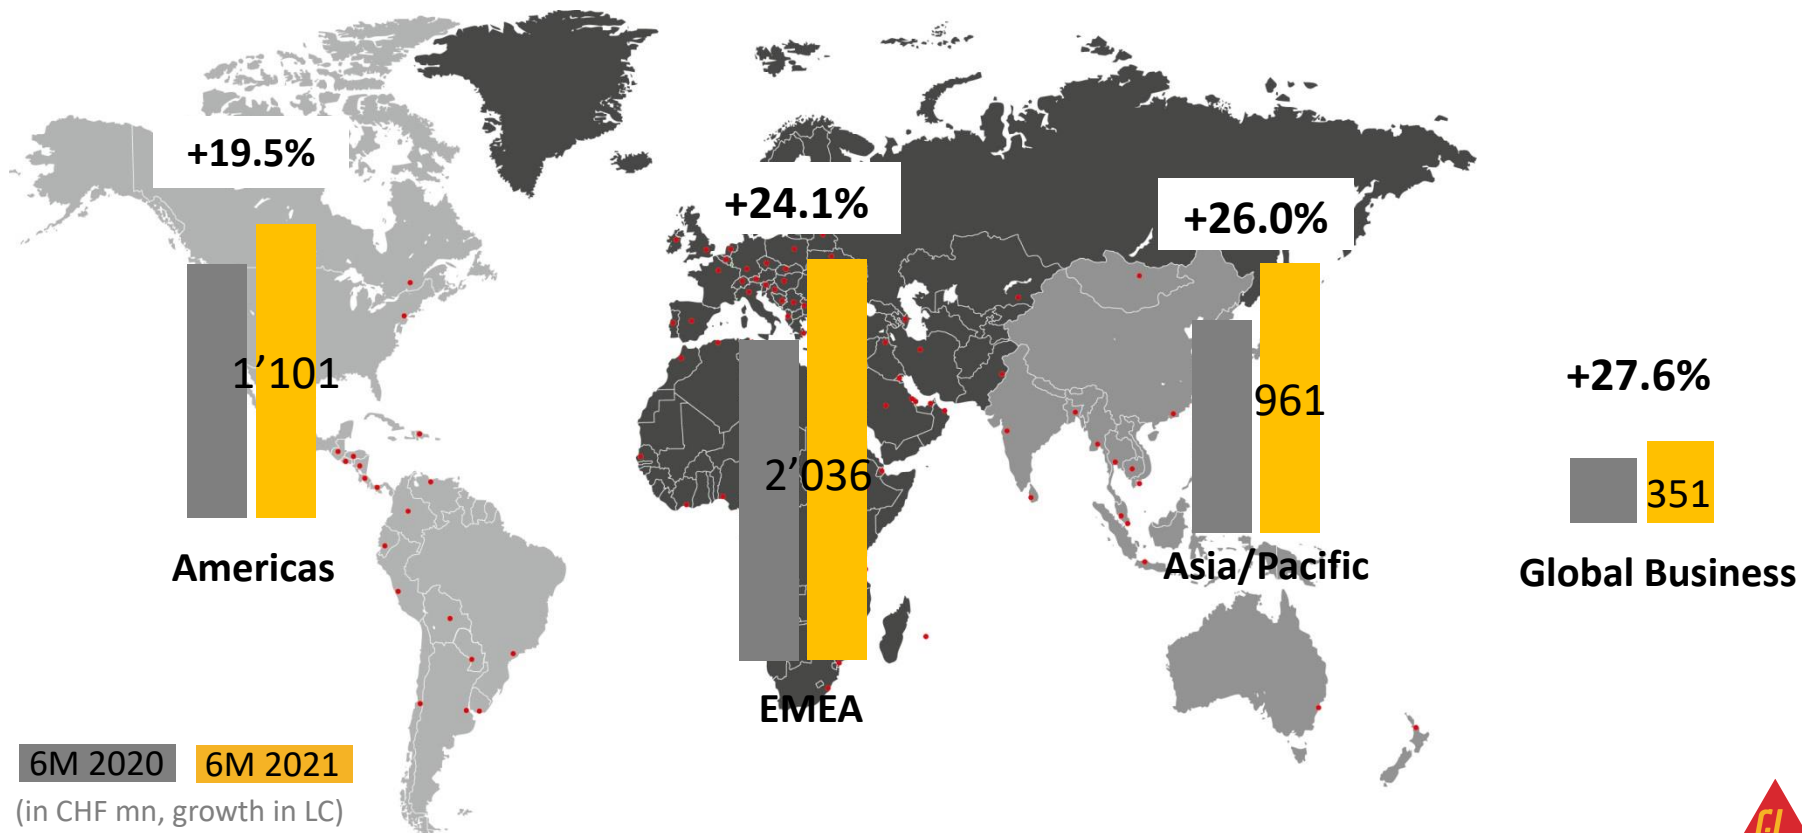 +19.5%
1’101
Americas
+24.1%
2’036
EMEA
+26.0%
961
Asia/Pacific
+27.6%
351
Global Business
6M 2020
6M 2021
(in CHF mn, growth in LC)